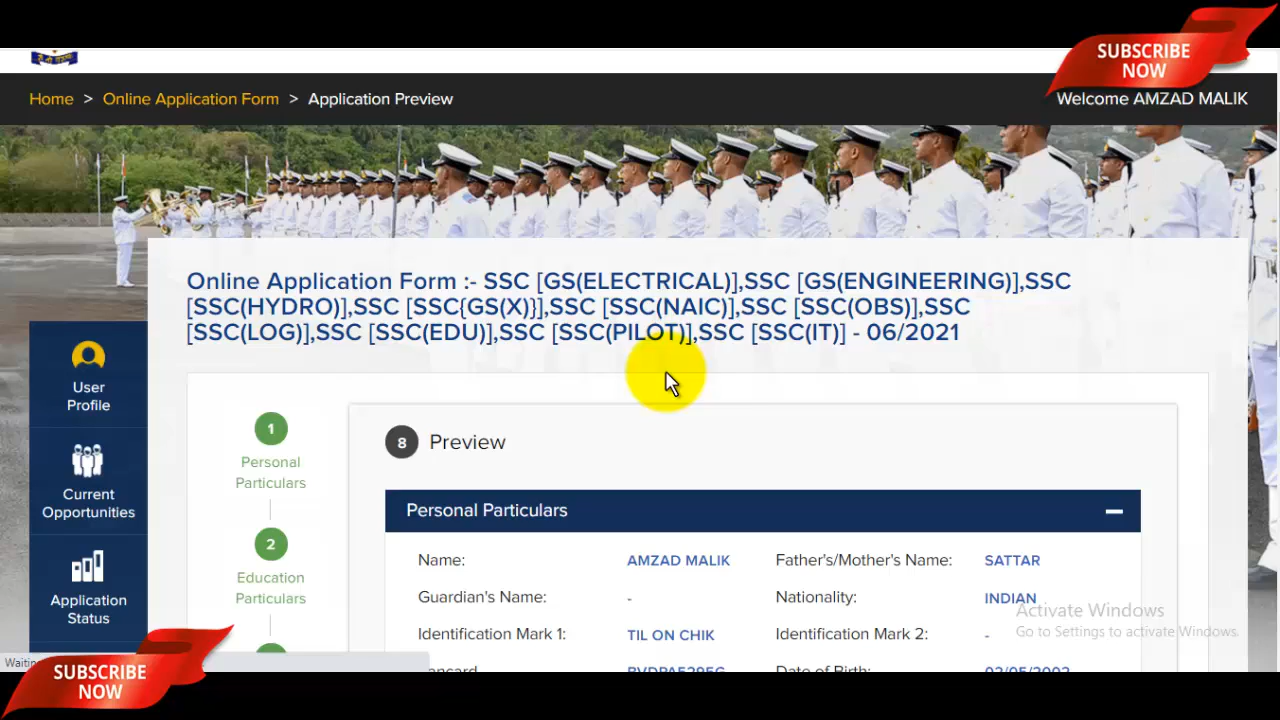 SUBSCRIBE
NOW
Home > Online Application Form > Application Preview
Welcome AMZAD MALIK
Online Application Form :- SSC [GS(ELECTRICAL)],SSC [GS(ENGINEERING)],SSC
[SSC(HYDRO)],SSC [SSC{GS(X)}],SSC [SSC(NAIC)],SSC [SSC(OBS)],SSC
[SSC(LOG)],SSC [SSC(EDU)],SSC [SSC(PILOT)],SSC [SSC(IT)] - 06/2021
User
Profile
Current
Opportunities
Application
Status
1
Personal
Particulars
2
Education
Particulars
8 Preview
Personal Particulars
Name: AMZAD MALIK Father's/Mother's Name: SATTAR
Guardian's Name: - Nationality: INDIAN
Identification Mark 1: TIL ON CHIK Identification Mark 2: -
Date of Birth:
Activate Windows
Go to Settings to activate Windows.
SUBSCRIBE
NOW